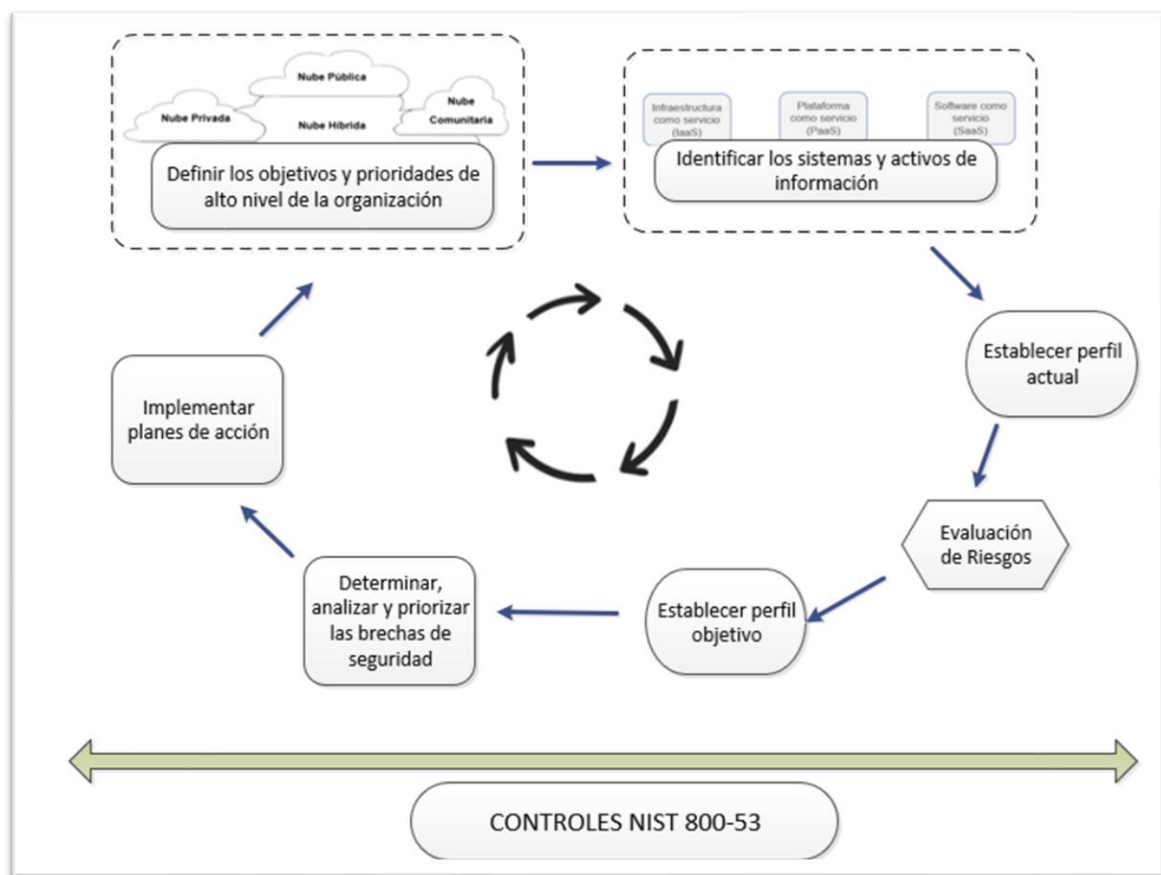 Nube Pública
Nube Privada
Nube Híbrida
Nube
Comunitaria
Definir los objetivos y prioridades de
alto nivel de la organización
Infraestructura
como servicio
(IaaS)
Plataforma
como servicio
(PaaS)
Software como
servicio
(SaaS)
Identificar los sistemas y activos de
información
Establecer perfil
actual
Evaluación
de Riesgos
Establecer perfil
objetivo
Determinar,
analizar y priorizar
las brechas de
seguridad
Implementar
planes de acción
CONTROLES NIST 800-53